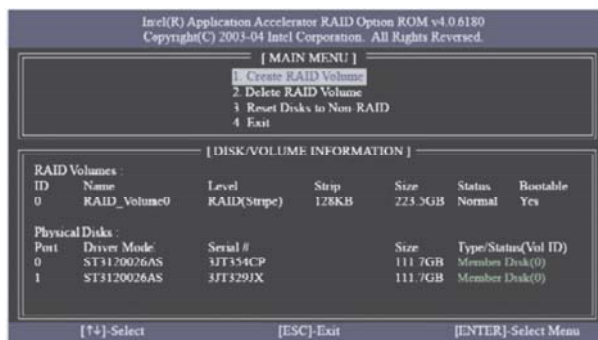 Intel(R) Application Accelerator RAID Option ROM v4.0.6180
Copyright(C) 2003-04 Intel Corporation. All Rights Reversed.
[ MAIN MENU ]
1. Create RAID Volume
2. Delete RAID Volume
3 Reset Disks to Non-RAID
4 Exit
[ DISK/VOLUME INFORMATION ]
RAID Volumes :
ID Name Level Strip Size Status Bootable
0 RAID_Volume0 RAID(Stripe) 128KB 223.5GB Normal Yes
Physical Disks :
Port Driver Model Serial # Size Type/Status(Vol ID)
0 ST3120026AS 3JT354CP 111.7GB Member Disk(0)
1 ST3120026AS 3JT329JX 111.7GB Member Disk(0)
[↑↓]-Select [ESC]-Exit [ENTER]-Select Menu